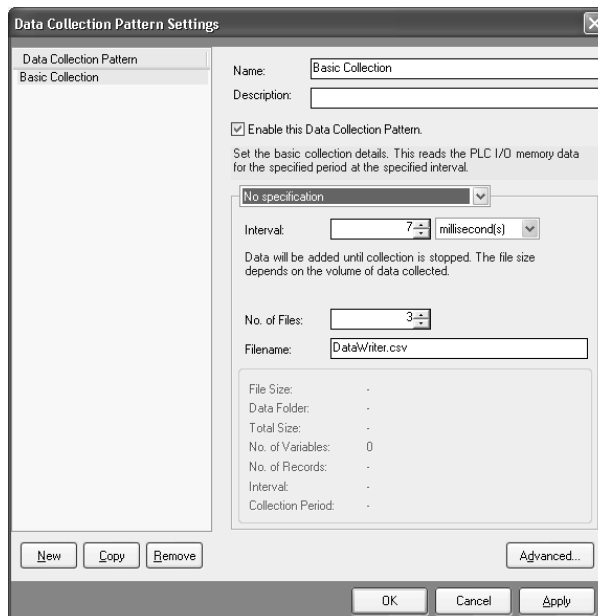 Data Collection Pattern Settings
Data Collection Pattern
Basic Collection
Name: Basic Collection
Description:
Enable this Data Collection Pattern.
Set the basic collection details. This reads the PLC I/O memory data
for the specified period at the specified interval.
No specification
Interval: 7 millisecond(s)
Data will be added until collection is stopped. The file size
depends on the volume of data collected.
No. of Files: 3
Filename: DataWriter.csv
File Size: -
Data Folder: -
Total Size: -
No. of Variables: 0
No. of Records: -
Interval: -
Collection Period: -
New Copy Remove Advanced...
OK Cancel Apply